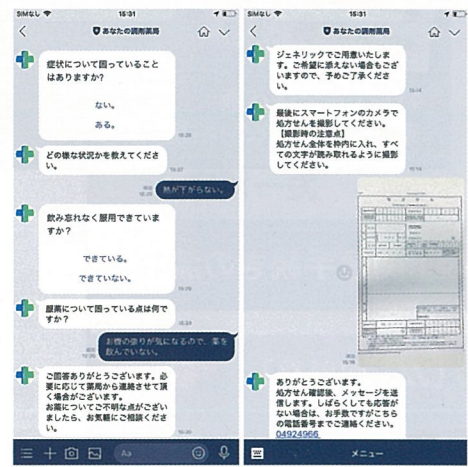 SIMなし
15:31
あなたの調剤薬局
症状について困っていること
はありますか?
ない。
ある。
15:26
どの様な状況かを教えてくださ
い。
15:27
既読
熱が下がらない。
飲み忘れなく服用できていま
すか?
できている。
できていない。
15:29
服薬について困っている点は何で
すか?
お腹の張りが気になるので、薬を
飲んでいない。
既読
ご回答ありがとうございます。必
要に応じて薬局から連絡させて頂
く場合がございます。
お薬についてご不明な点がござい
ましたら、お気軽にご相談くださ
い。
15:30
Aa
SIMなし
15:31
あなたの調剤薬局
ジェネリックでご用意いたしま
す。ご希望に添えない場合もござ
いますので、予めご了承くださ
い。
15:14
最後にスマートフォンのカメラで
処方せんを撮影してください。
【撮影時の注意点】
処方せん全体を枠内に入れ、すべ
ての文字が読み取れるように撮影
してください。
既読
ありがとうございます。
処方せん確認後、メッセージを送
信します。しばらくしても応答が
ない場合は、お手数ですがこちら
の電話番号までご連絡ください。
04924966
メニュー